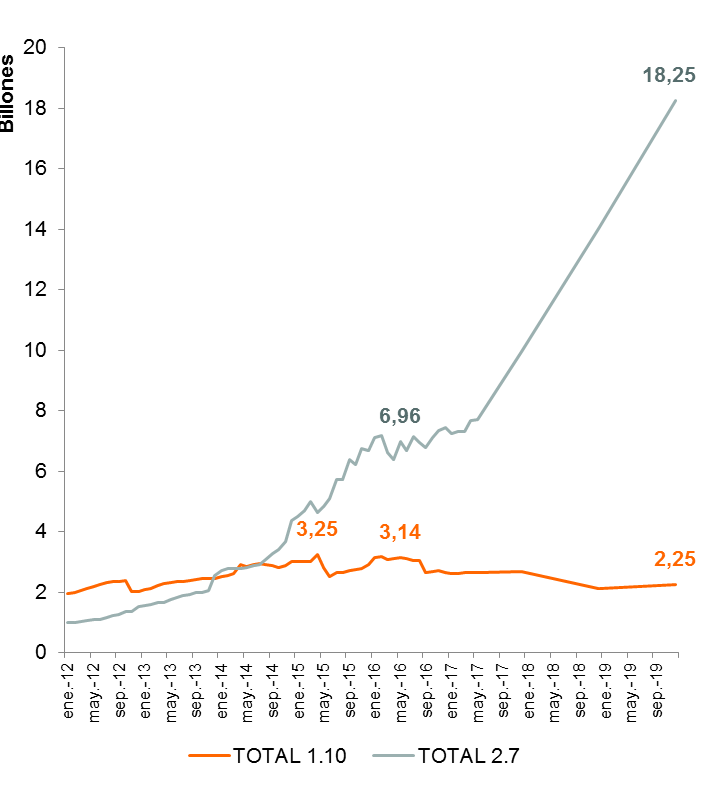 Billones
20
18
16
14
12
10
8
6
4
2
0
18,25
6,96
3,25
3,14
2,25
ene.-12
may.-12
sep.-12
ene.-13
may.-13
sep.-13
ene.-14
may.-14
sep.-14
ene.-15
may.-15
sep.-15
ene.-16
may.-16
sep.-16
ene.-17
may.-17
sep.-17
ene.-18
may.-18
sep.-18
ene.-19
may.-19
sep.-19
TOTAL 1.10
TOTAL 2.7